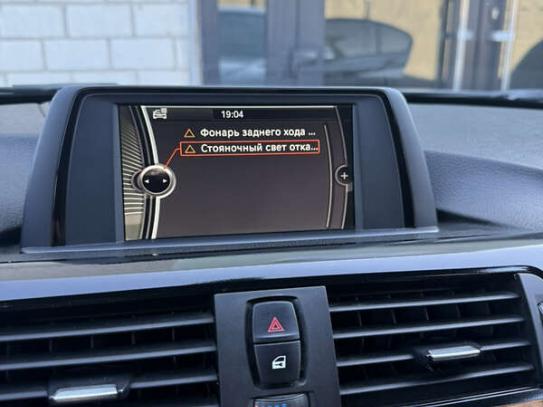 19:04
Фонарь заднего хода ...
Стояночный свет отка...